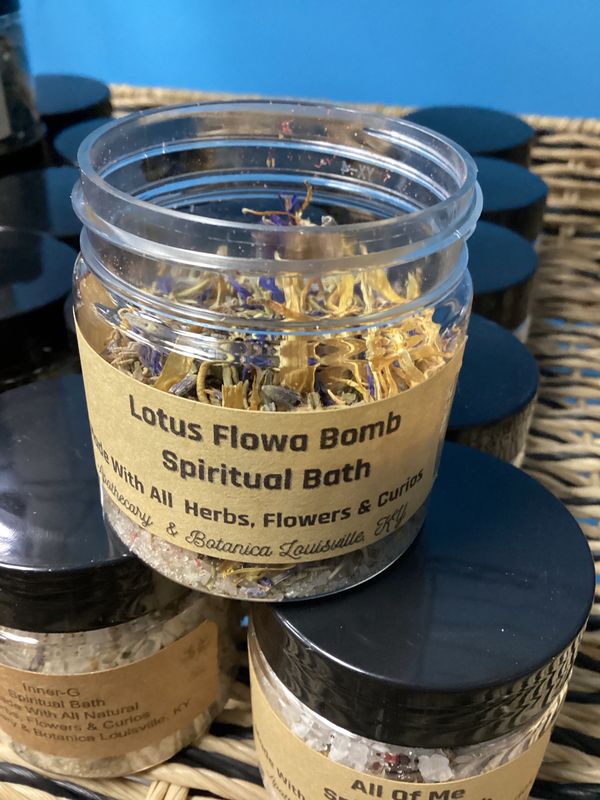 Lotus Flowa Bomb
Spiritual Bath
With All Herbs, Flowers & Curios
Apothecary & Botanica Louisville, KY
Inner-G
Spiritual Bath
Made With All Natural
Flowers & Curios
& Botanica Louisville, KY
All Of Me